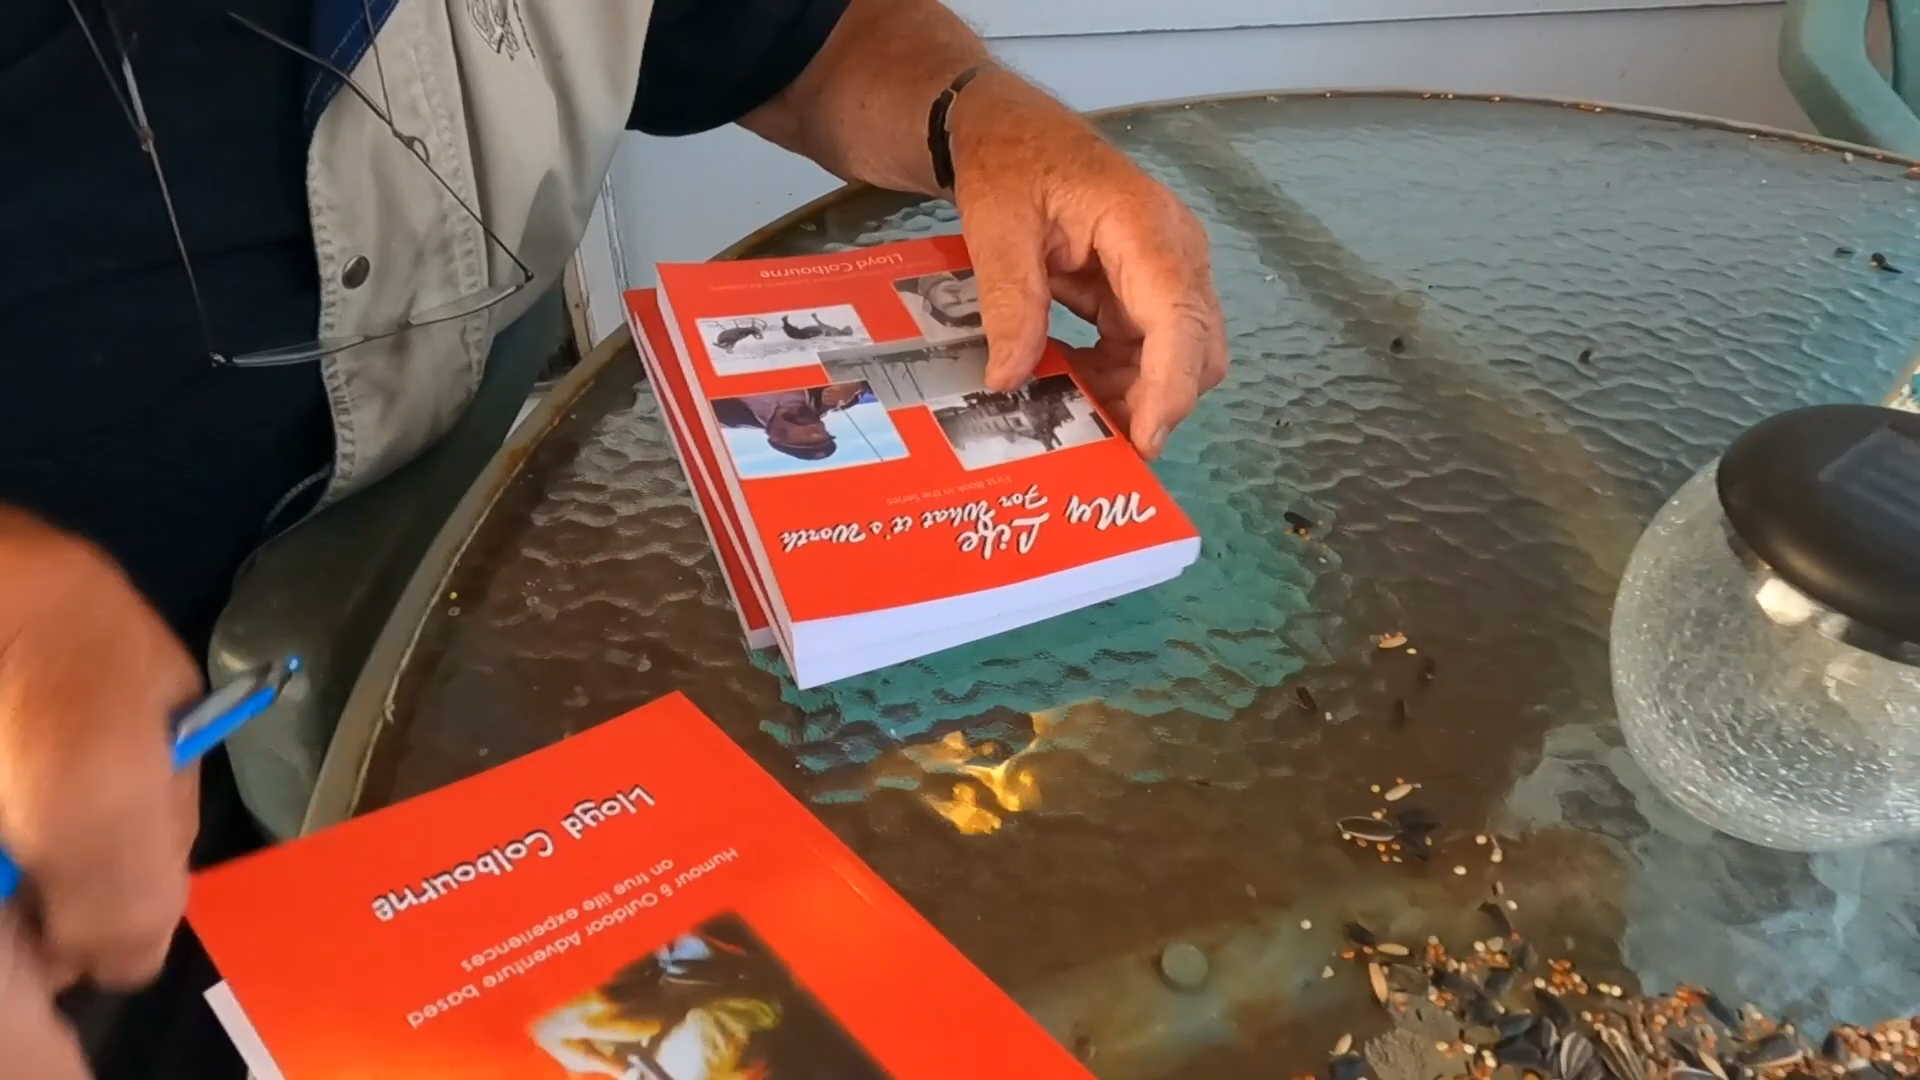 My Life
For What it's Worth
First Book in the Series
Lloyd Colbourne
Lloyd Colbourne
Humour & Outdoor Adventure based
on true life experiences